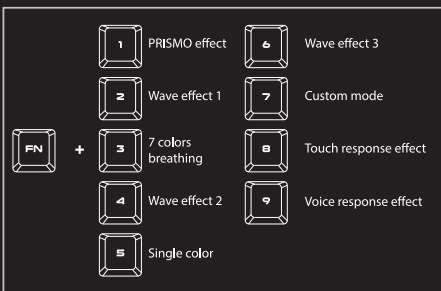 1 PRISMO effect
2 Wave effect 1
FN + 3 7 colors
breathing
4 Wave effect 2
5 Single color
6 Wave effect 3
7 Custom mode
8 Touch response effect
9 Voice response effect